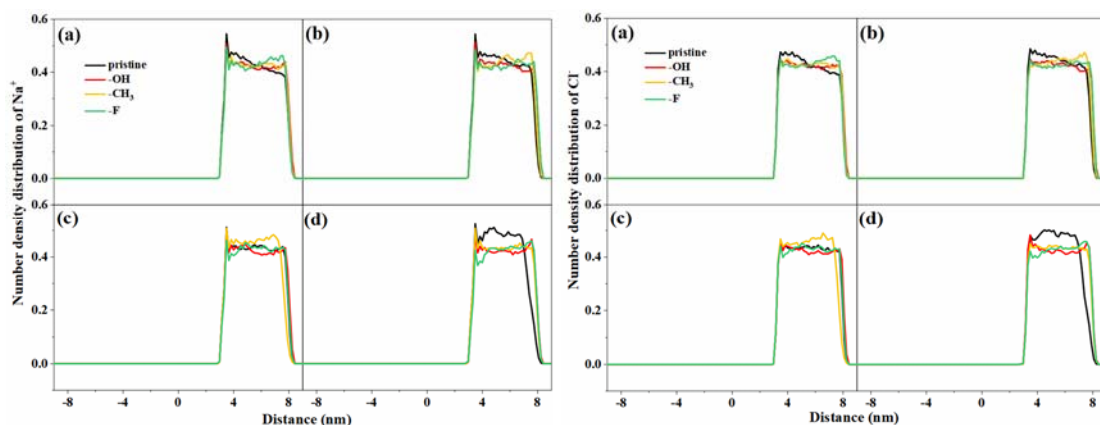 Number density distribution of Na⁺
0.6
0.4
0.2
0.0
0.6
0.4
0.2
0.0
(a)
pristine
-OH
-CH₃
-F
(b)
(c)
(d)
-8 -4 0 4 8 -8 -4 0 4 8
Distance (nm)
Number density distribution of Cl⁻
0.6
0.4
0.2
0.0
0.6
0.4
0.2
0.0
(a)
pristine
-OH
-CH₃
-F
(b)
(c)
(d)
-8 -4 0 4 8 -8 -4 0 4 8
Distance (nm)